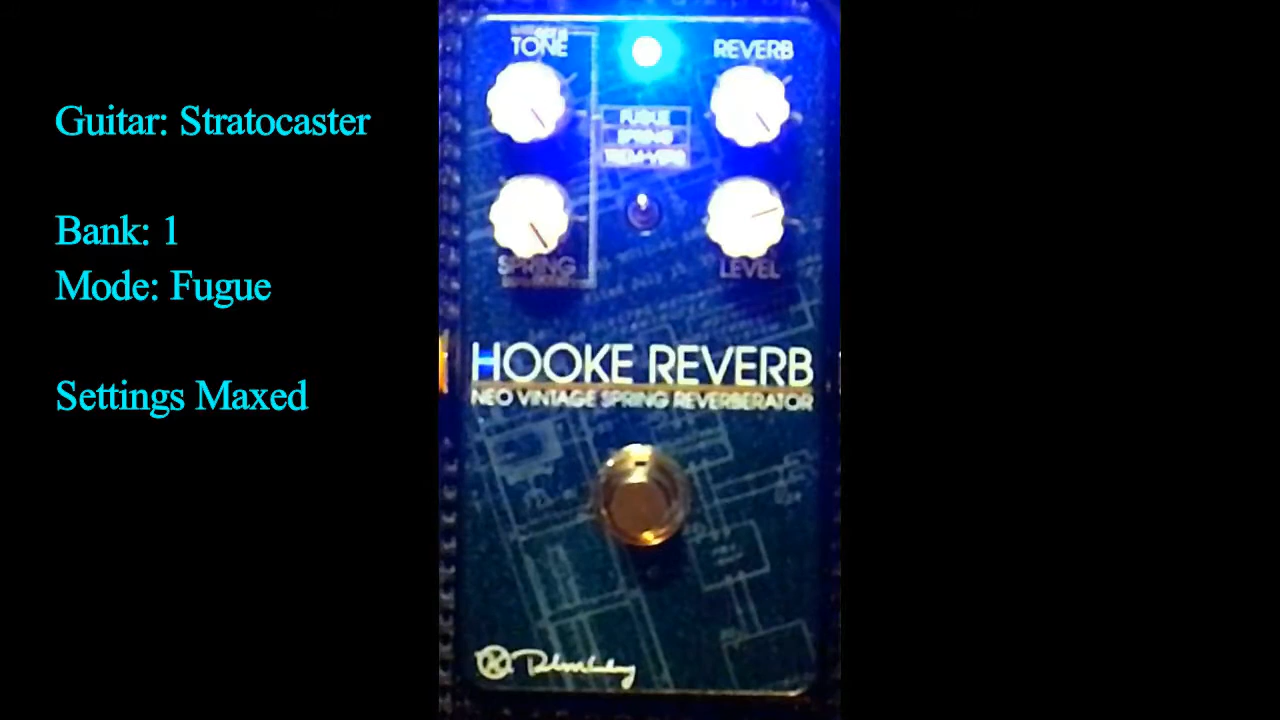 Guitar: Stratocaster
Bank: 1
Mode: Fugue
Settings Maxed
TONE
REVERB
FUGUE
SPRING
TREM-VERB
SPRING
LEVEL
HOOKE REVERB
NEO VINTAGE SPRING REVERBERATOR